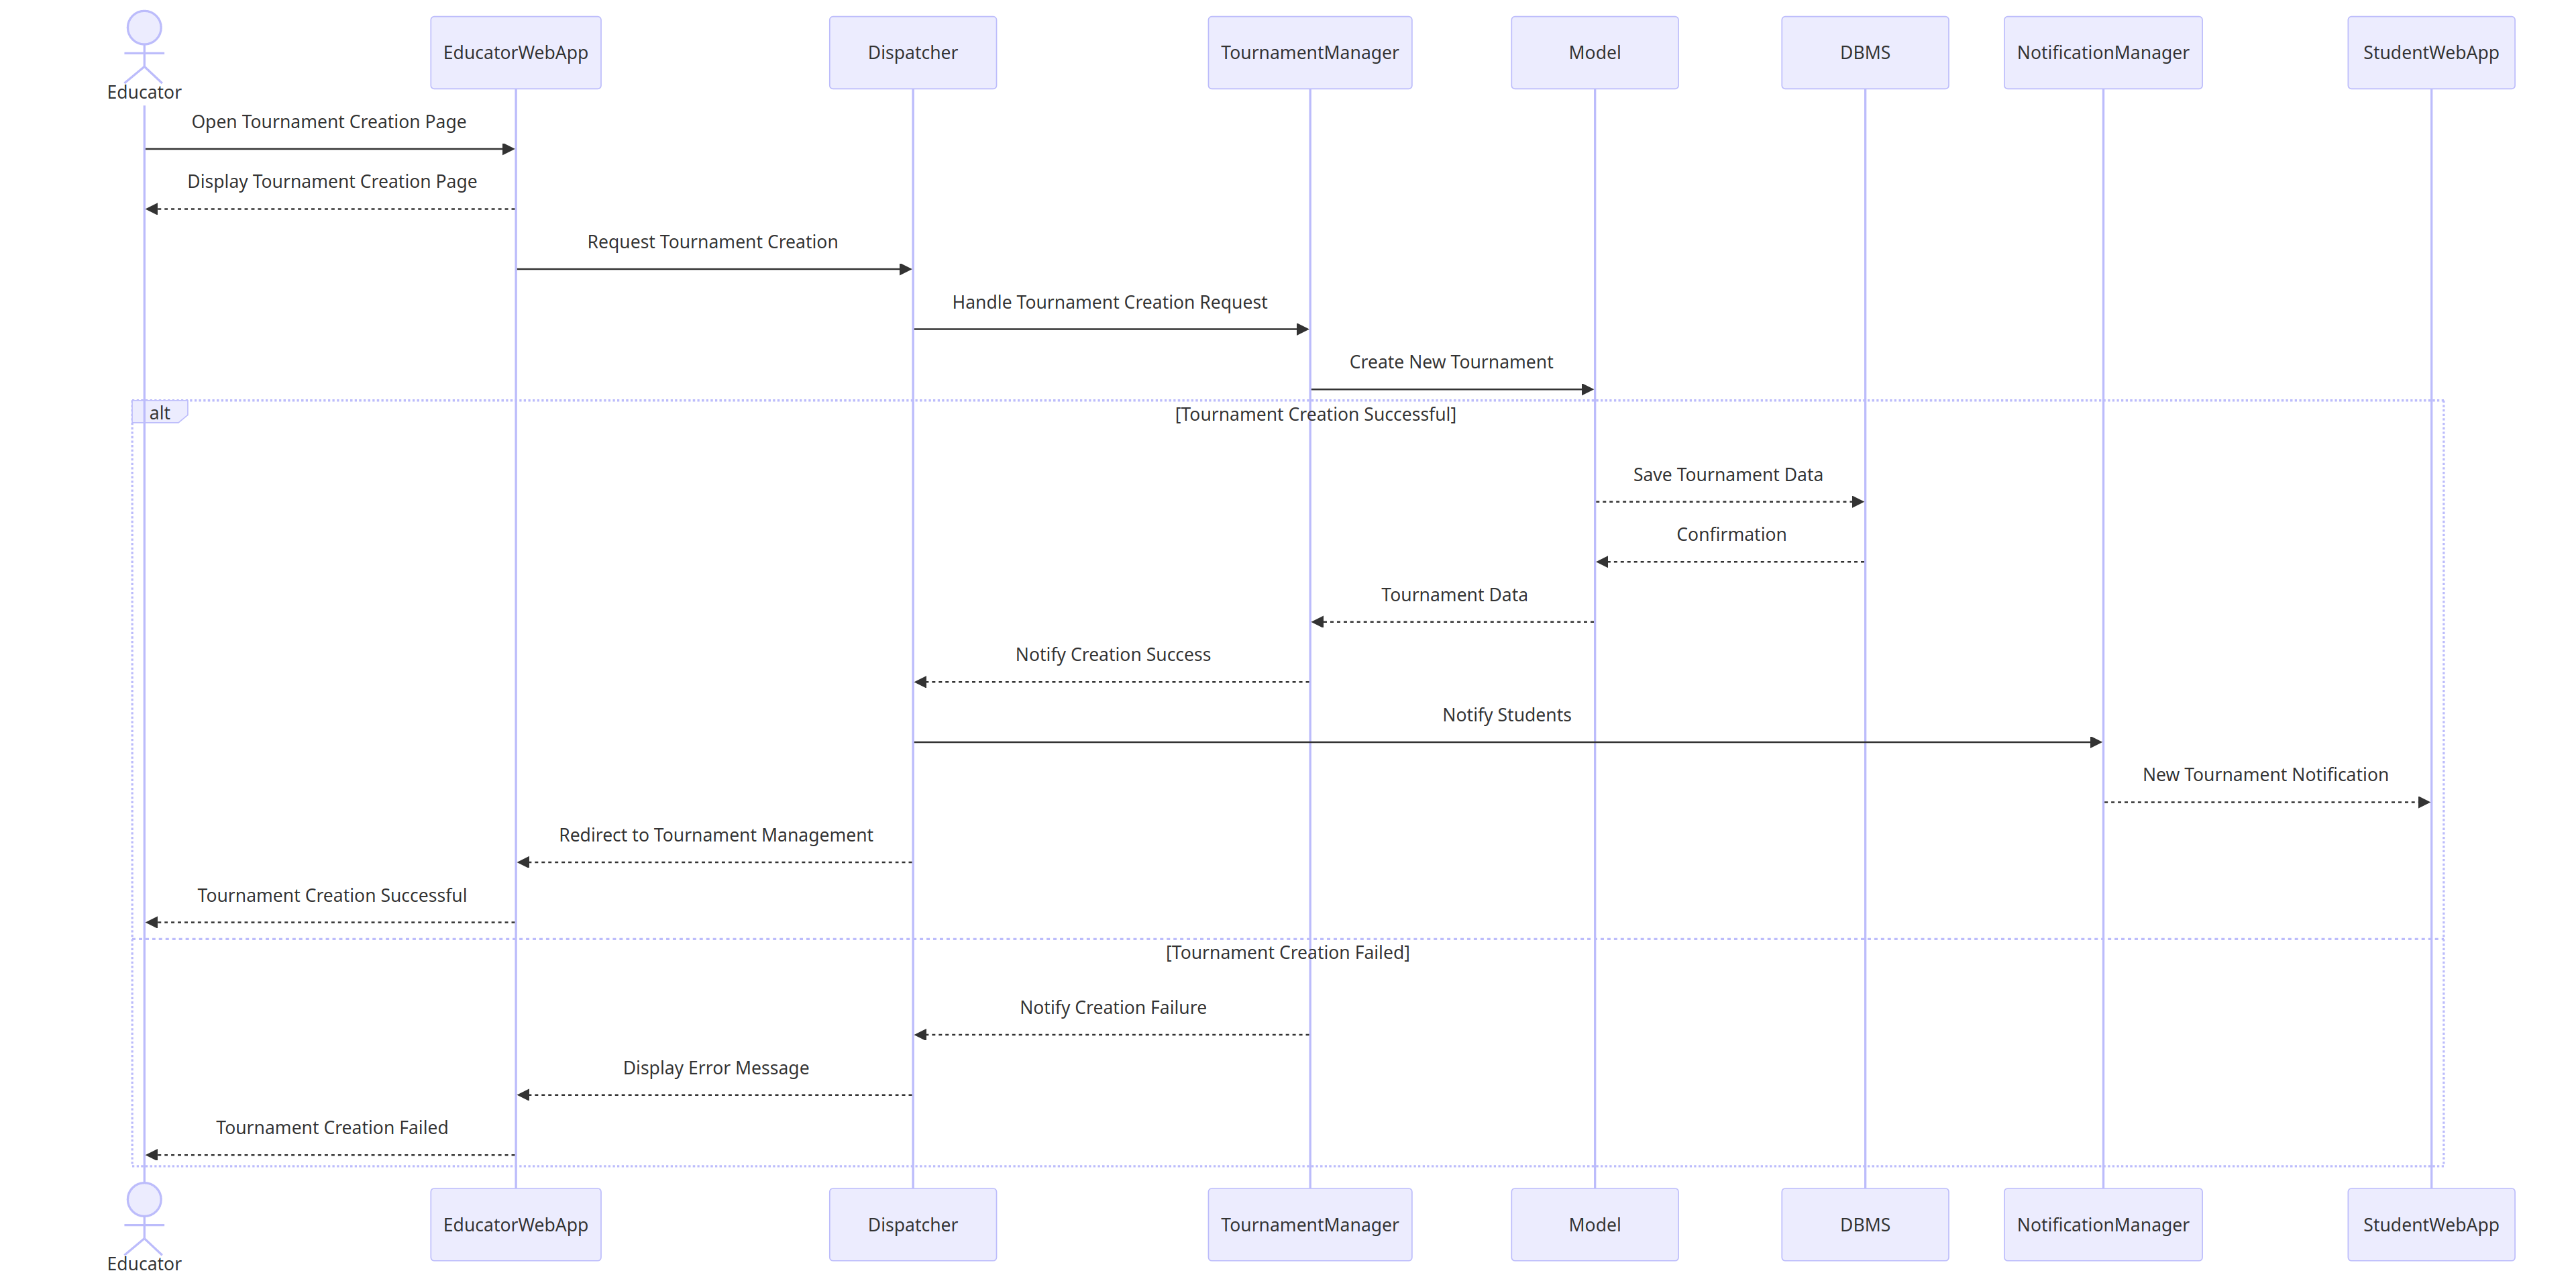 Educator
EducatorWebApp
Dispatcher
TournamentManager
Model
DBMS
NotificationManager
StudentWebApp
Open Tournament Creation Page
Display Tournament Creation Page
Request Tournament Creation
Handle Tournament Creation Request
Create New Tournament
alt
[Tournament Creation Successful]
Save Tournament Data
Confirmation
Tournament Data
Notify Creation Success
Notify Students
New Tournament Notification
Redirect to Tournament Management
Tournament Creation Successful
[Tournament Creation Failed]
Notify Creation Failure
Display Error Message
Tournament Creation Failed
Educator
EducatorWebApp
Dispatcher
TournamentManager
Model
DBMS
NotificationManager
StudentWebApp